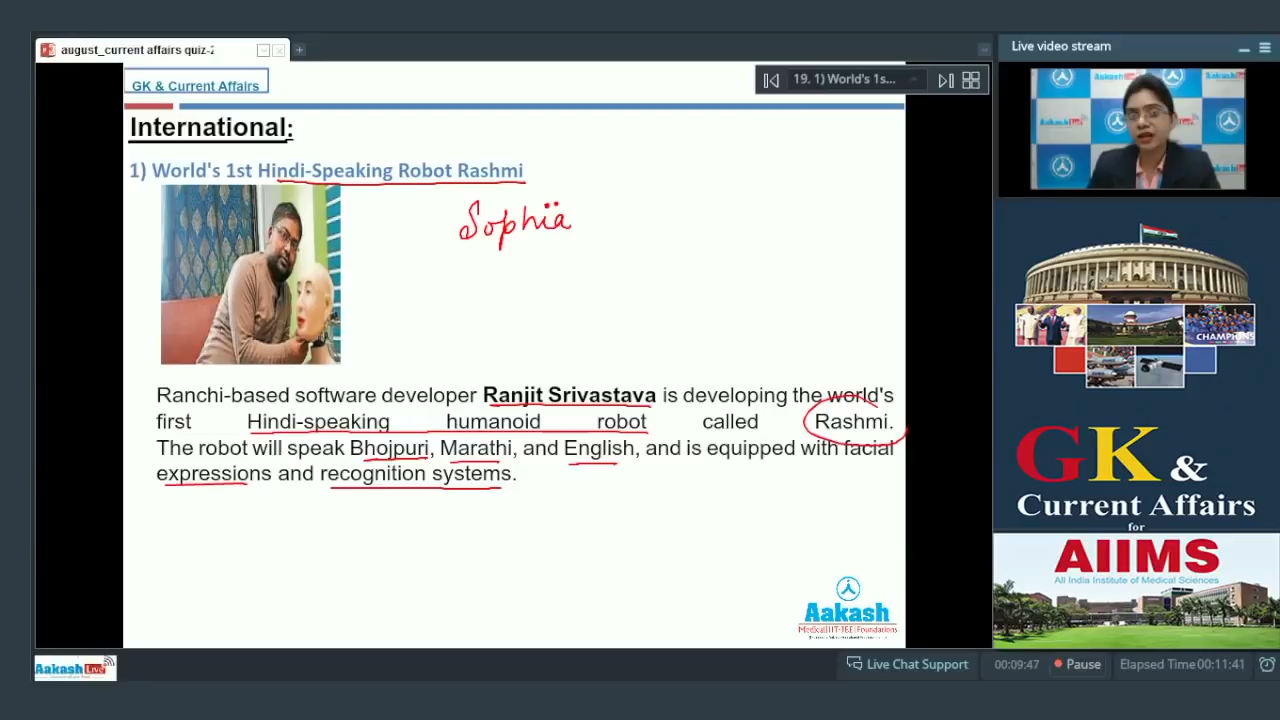 august_current affairs quiz-2
GK & Current Affairs
19. 1) World's 1s...
International:
1) World's 1st Hindi-Speaking Robot Rashmi
Sophia
Ranchi-based software developer Ranjit Srivastava is developing the world's
first Hindi-speaking humanoid robot called Rashmi.
The robot will speak Bhojpuri, Marathi, and English, and is equipped with facial
expressions and recognition systems.
Aakash
Medical|IIT-JEE|Foundations
Aakash Live
Live Chat Support
00:09:47
Pause
Elapsed Time 00:11:41
Live video stream
Aakash Live
CHAMPIONS
GK &
Current Affairs
for
AIIMS
All India Institute of Medical Sciences